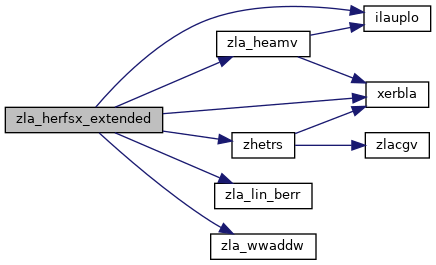 ilauplo
zla_heamv
xerbla
zla_herfsx_extended
zhetrs
zlacgv
zla_lin_berr
zla_wwaddw